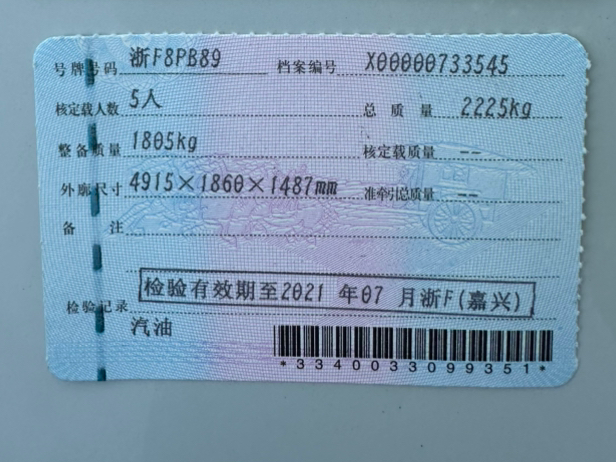 号牌号码 浙F8PB89 档案编号 X00000733545
核定载人数 5人 总质量 2225kg
整备质量 1805kg 核定载质量 --
外廓尺寸 4915×1860×1487mm 准牵引总质量 --
备注
检验记录 检验有效期至2021 年07 月浙F(嘉兴)
汽油
*3340033099351*